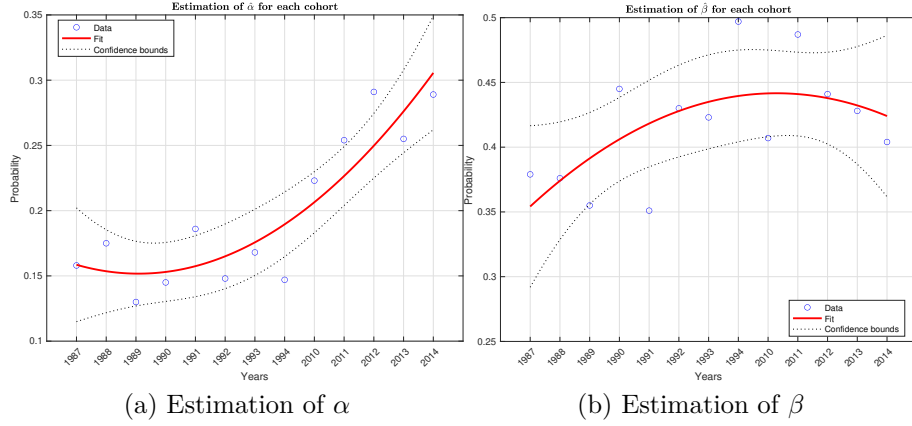 Estimation of α̂ for each cohort
0.35
0.3
0.25
0.2
0.15
0.1
Probability
Data
Fit
Confidence bounds
1987 1988 1989 1990 1991 1992 1993 1994 2010 2011 2012 2013 2014
Years
(a) Estimation of α
Estimation of β̂ for each cohort
0.5
0.45
0.4
0.35
0.3
0.25
Probability
Data
Fit
Confidence bounds
1987 1988 1989 1990 1991 1992 1993 1994 2010 2011 2012 2013 2014
Years
(b) Estimation of β